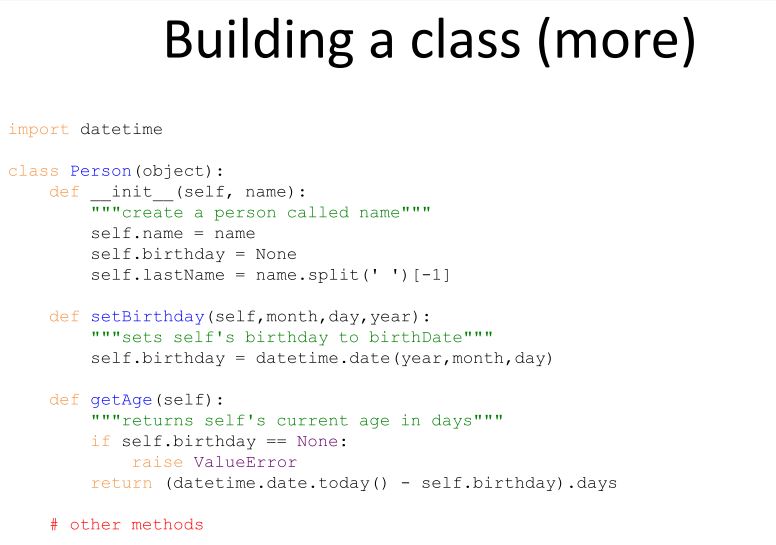 Building a class (more)
import datetime
class Person(object):
    def __init__(self, name):
        """create a person called name"""
        self.name = name
        self.birthday = None
        self.lastName = name.split(' ')[-1]
    def setBirthday(self,month,day,year):
        """sets self's birthday to birthDate"""
        self.birthday = datetime.date(year,month,day)
    def getAge(self):
        """returns self's current age in days"""
        if self.birthday == None:
            raise ValueError
        return (datetime.date.today() - self.birthday).days
    # other methods